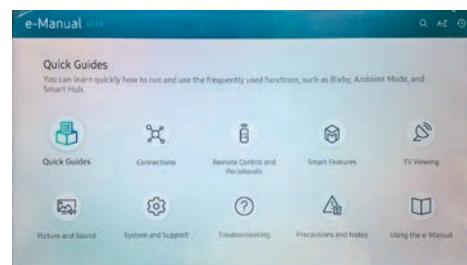 e-Manual
A-Z
Quick Guides
You can learn quickly how to run and use the frequently used functions, such as Bixby, Ambient Mode, and
Smart Hub.
Quick Guides
Connections
Remote Control and
Peripherals
Smart Features
TV Viewing
Picture and Sound
System and Support
Troubleshooting
Precautions and Notes
Using the e-Manual